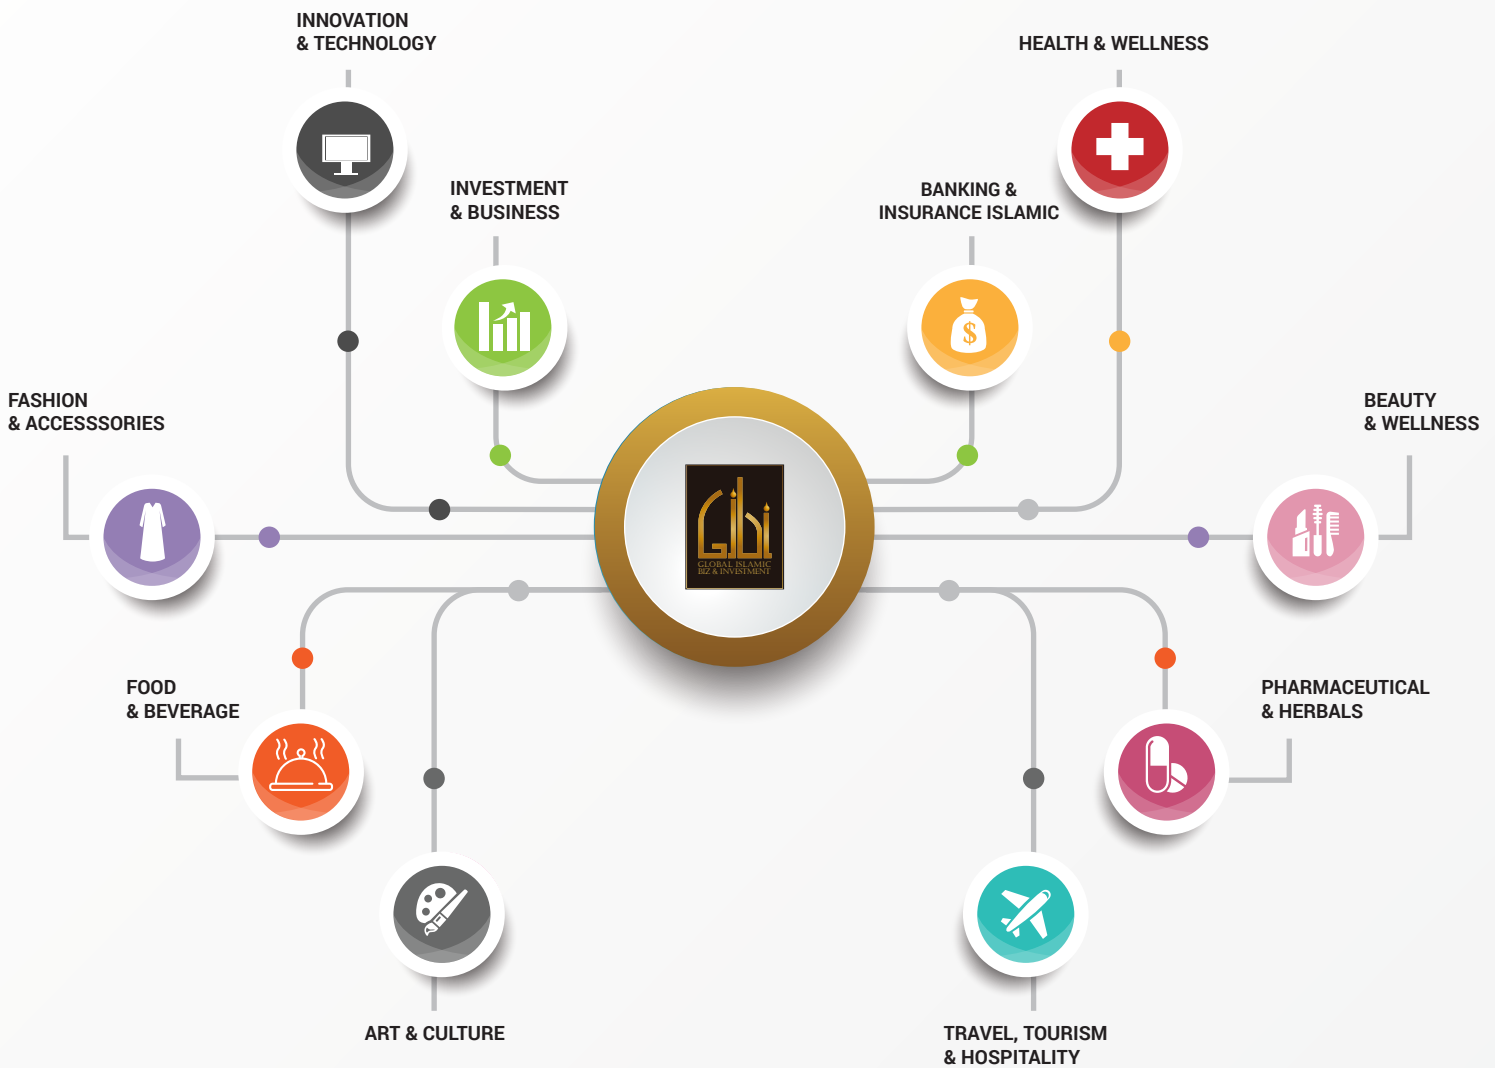 INNOVATION
& TECHNOLOGY
HEALTH & WELLNESS
INVESTMENT
& BUSINESS
BANKING &
INSURANCE ISLAMIC
FASHION
& ACCESSSORIES
BEAUTY
& WELLNESS
$
Gibi
GLOBAL ISLAMIC
BIZ & INVESTMENT
FOOD
& BEVERAGE
PHARMACEUTICAL
& HERBALS
ART & CULTURE
TRAVEL, TOURISM
& HOSPITALITY